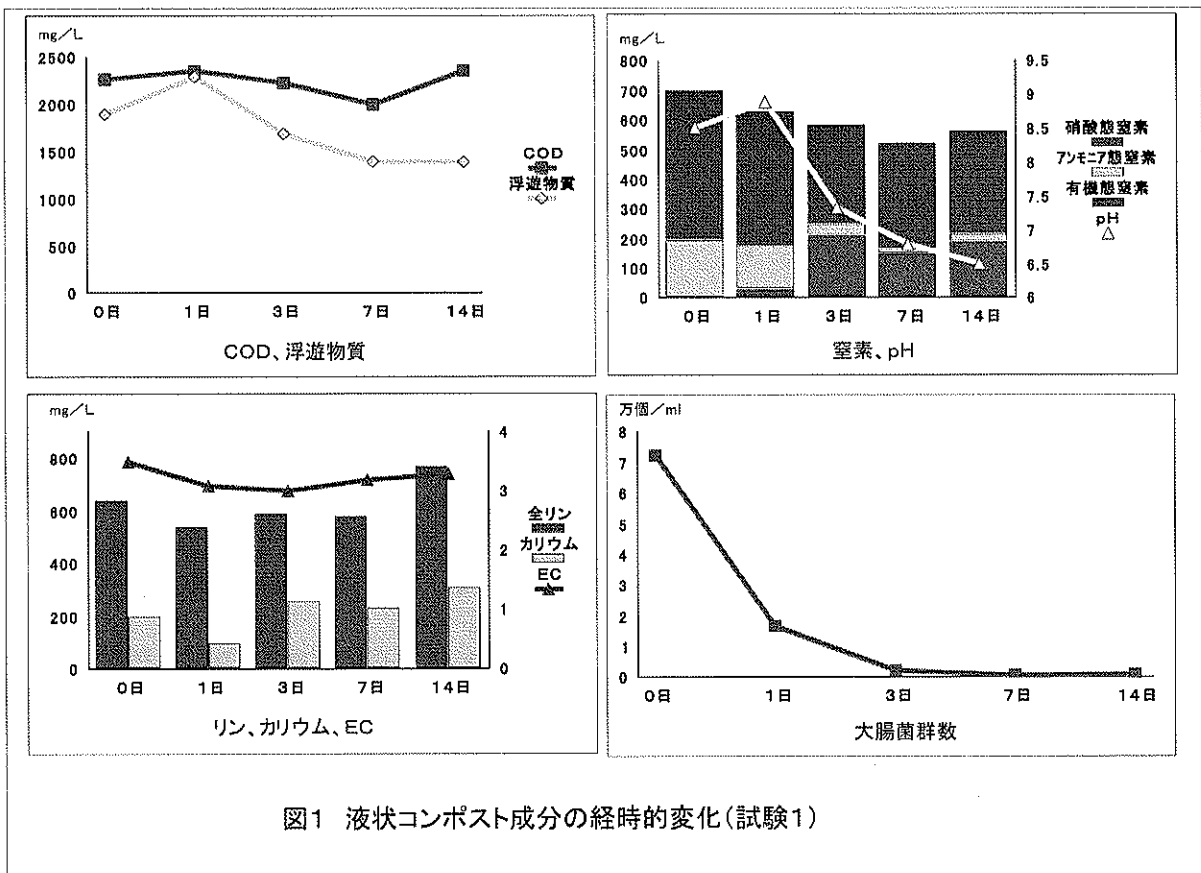 mg/L
2500
2000
1500
1000
500
0
0日 1日 3日 7日 14日
COD
浮遊物質
COD、浮遊物質
mg/L
800
700
600
500
400
300
200
100
0
9.5
9
8.5
8
7.5
7
6.5
6
0日 1日 3日 7日 14日
硝酸態窒素
アンモニア態窒素
有機態窒素
pH
窒素、pH
mg/L
800
600
400
200
0
4
3
2
1
0
0日 1日 3日 7日 14日
全リン
カリウム
EC
リン、カリウム、EC
万個/ml
8
7
6
5
4
3
2
1
0
0日 1日 3日 7日 14日
大腸菌群数
図1 液状コンポスト成分の経時的変化(試験1)